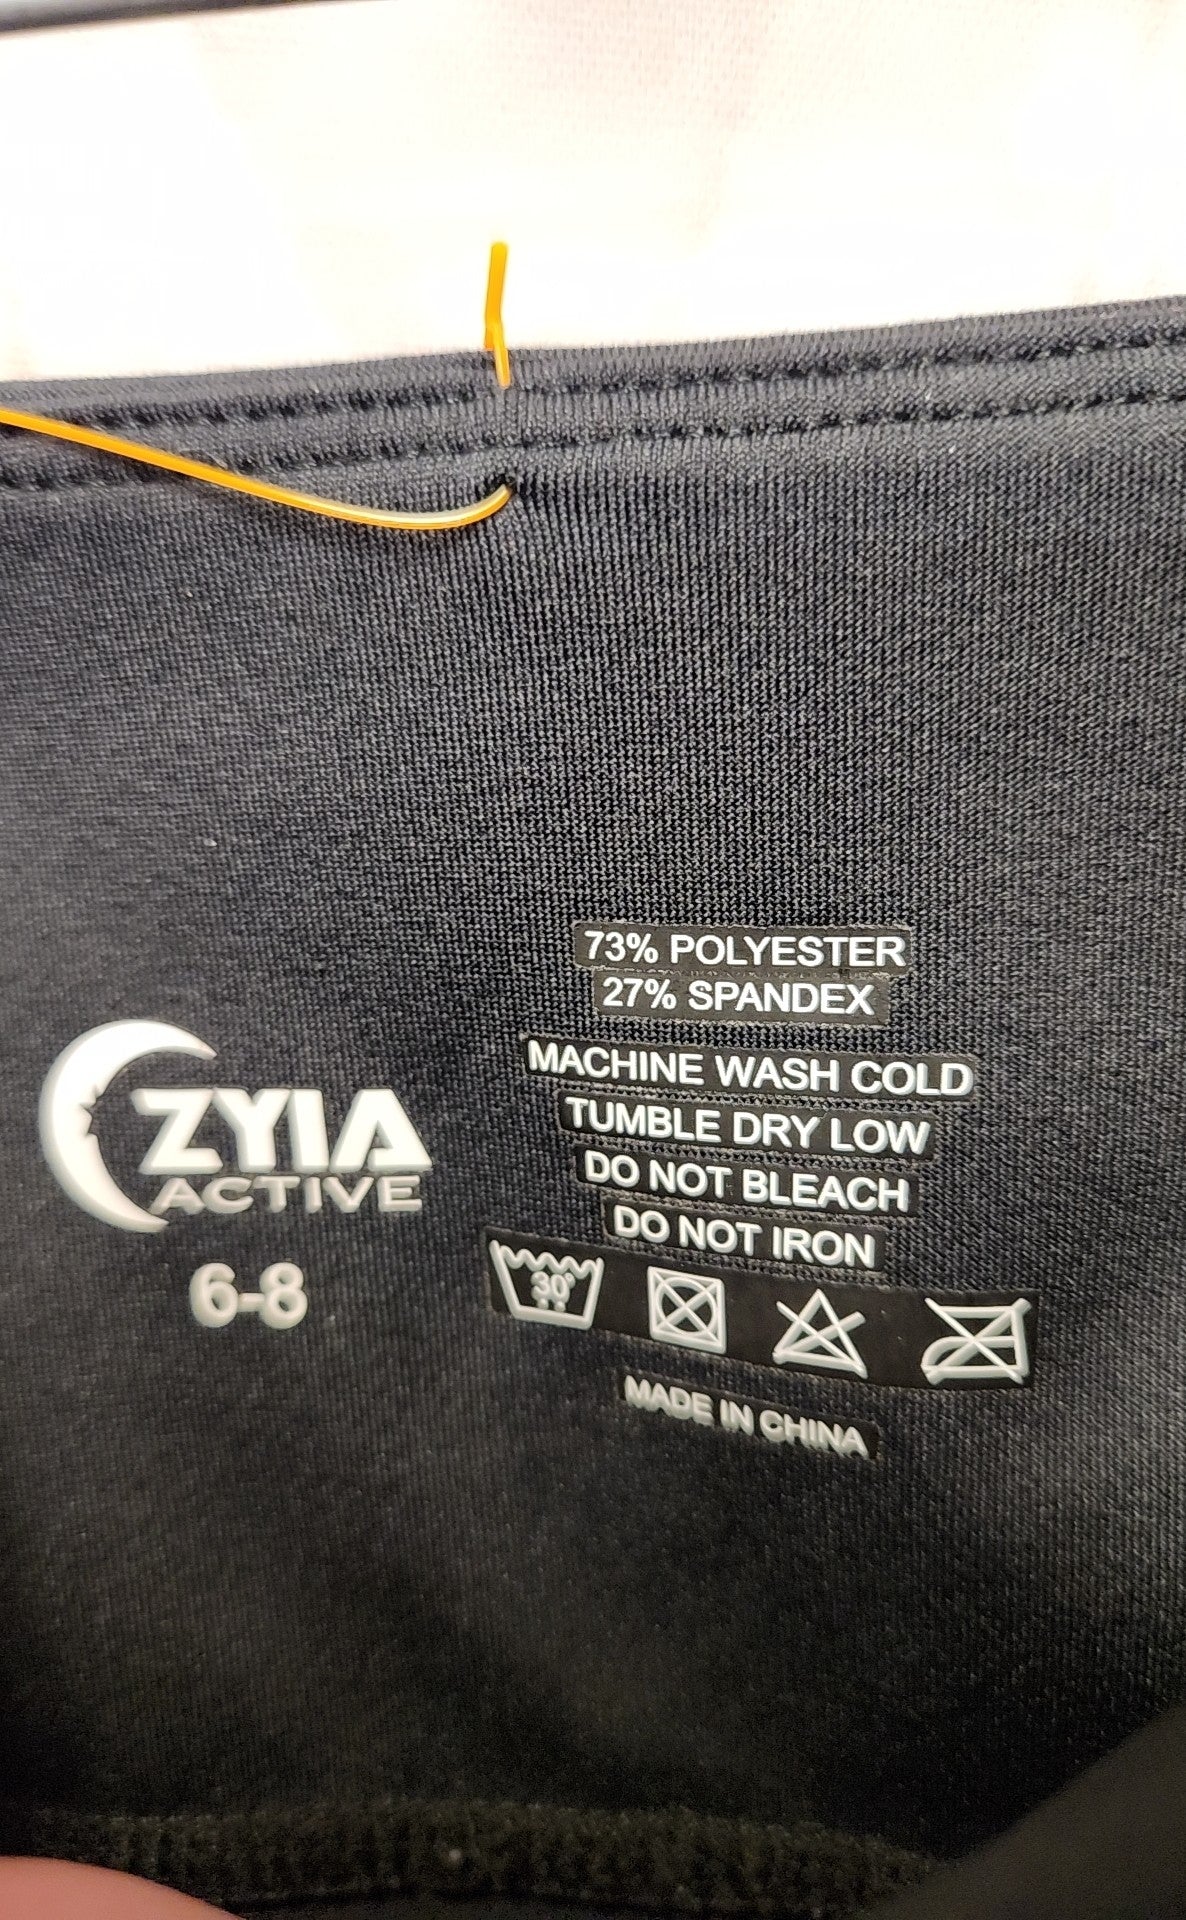 73% POLYESTER
27% SPANDEX
MACHINE WASH COLD
TUMBLE DRY LOW
DO NOT BLEACH
DO NOT IRON
30°
MADE IN CHINA
ZYIA
ACTIVE
6-8